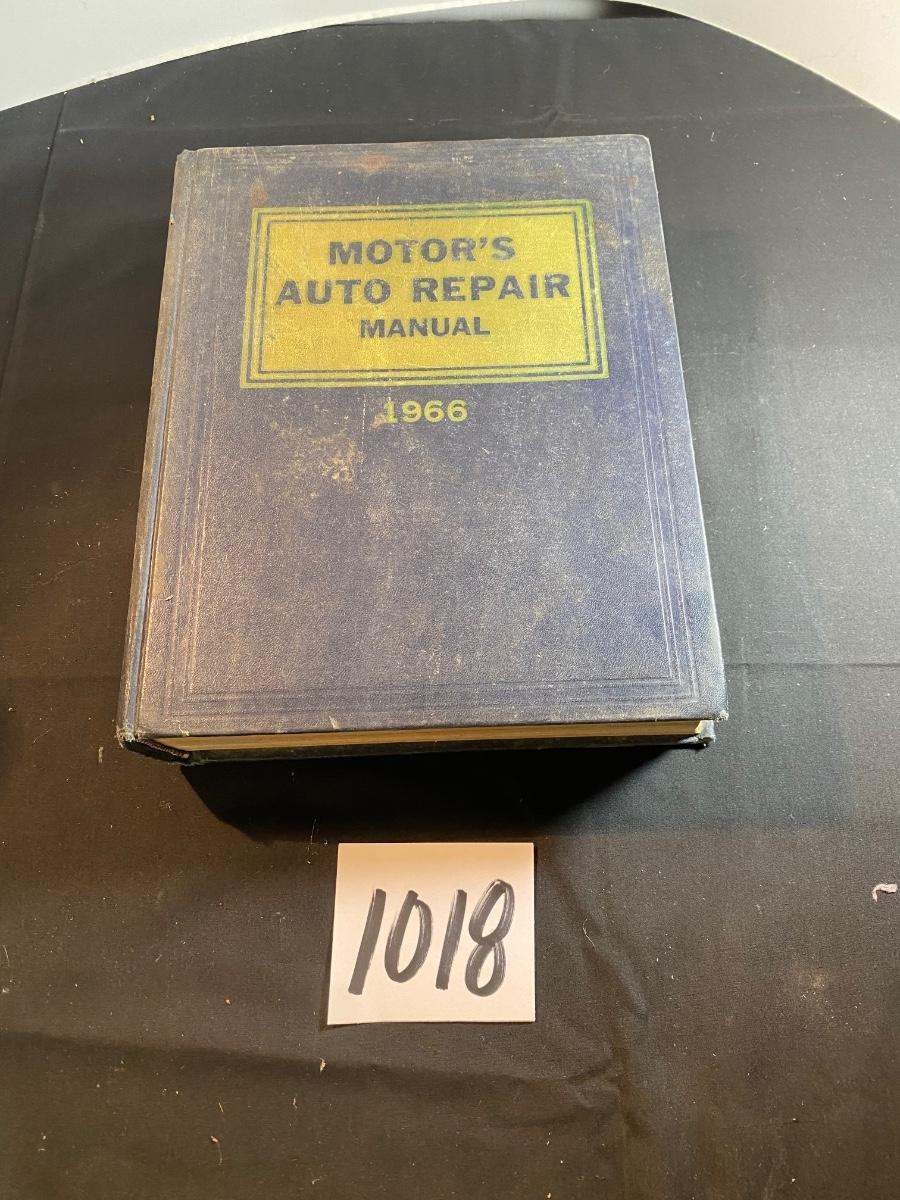 MOTOR'S
AUTO REPAIR
MANUAL
1966
1018